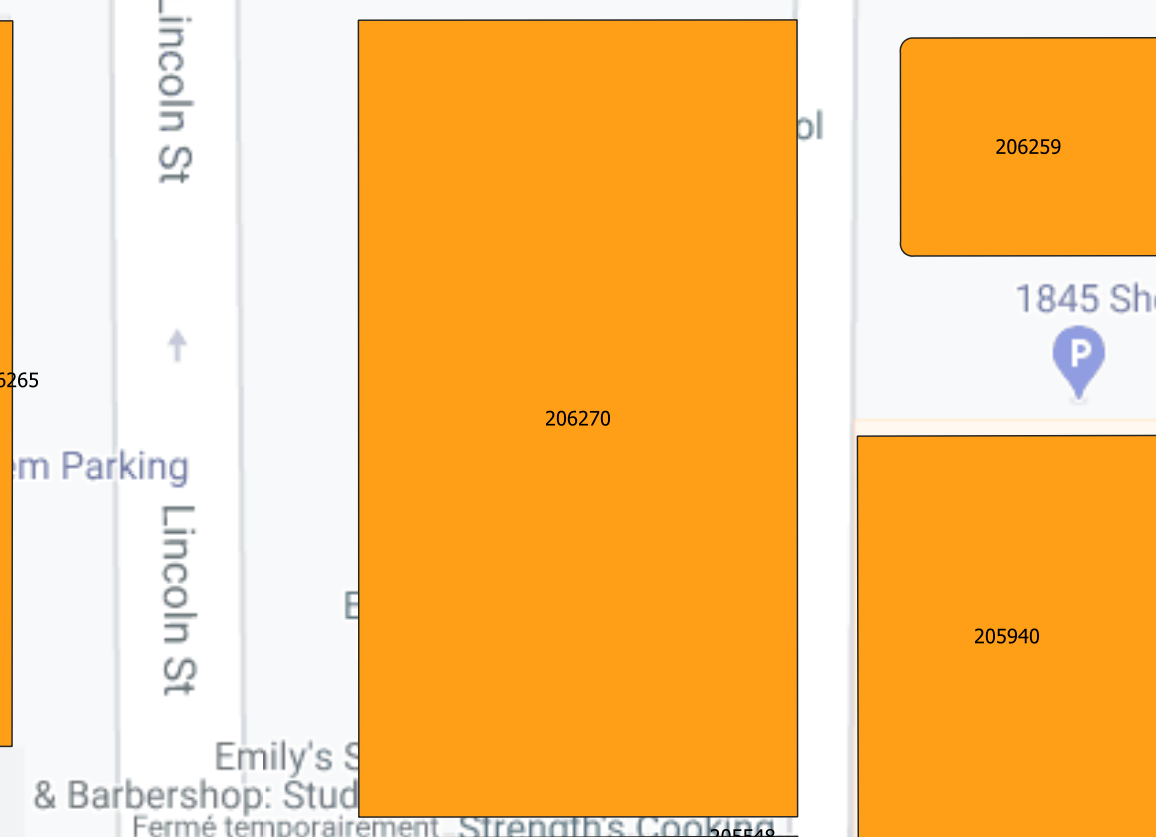 Lincoln St
ol
206259
1845 Sh
6265
206270
P
em Parking
Lincoln St
E
205940
Emily's S
& Barbershop: Stud
Fermé temporairement
Strength's Cooking
205548